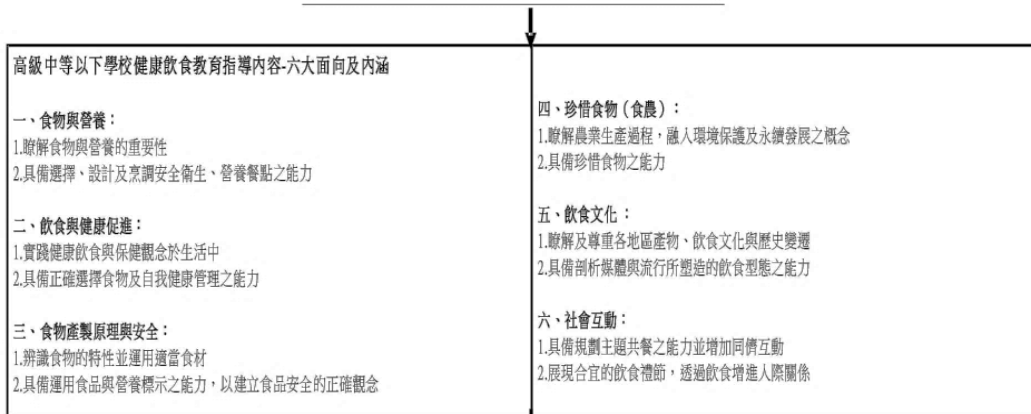 高級中等以下學校健康飲食教育指導內容-六大面向及內涵
一、食物與營養：
1.瞭解食物與營養的重要性
2.具備選擇、設計及烹調安全衛生、營養餐點之能力
二、飲食與健康促進：
1.實踐健康飲食與保健觀念於生活中
2.具備正確選擇食物及自我健康管理之能力
三、食物產製原理與安全：
1.辨識食物的特性並運用適當食材
2.具備運用食品與營養標示之能力，以建立食品安全的正確觀念
四、珍惜食物（食農）：
1.瞭解農業生產過程，融入環境保護及永續發展之概念
2.具備珍惜食物之能力
五、飲食文化：
1.瞭解及尊重各地區產物、飲食文化與歷史變遷
2.具備剖析媒體與流行所塑造的飲食型態之能力
六、社會互動：
1.具備規劃主題共餐之能力並增加同儕互動
2.展現合宜的飲食禮節，透過飲食增進人際關係